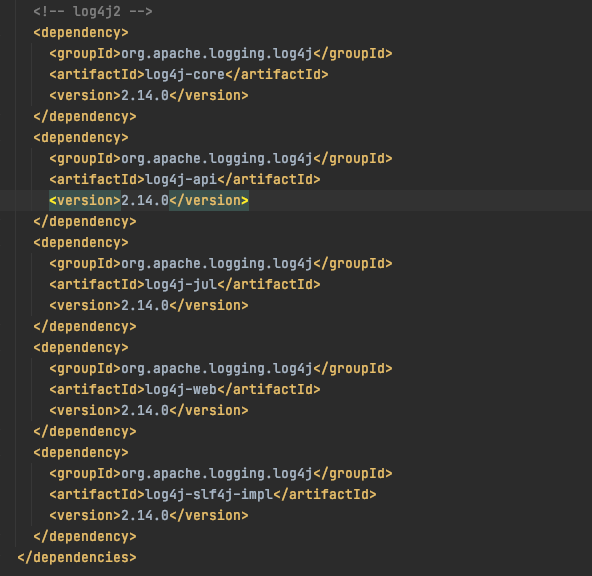 <!-- log4j2 -->
<dependency>
<groupId>org.apache.logging.log4j</groupId>
<artifactId>log4j-core</artifactId>
<version>2.14.0</version>
</dependency>
<dependency>
<groupId>org.apache.logging.log4j</groupId>
<artifactId>log4j-api</artifactId>
<version>2.14.0</version>
</dependency>
<dependency>
<groupId>org.apache.logging.log4j</groupId>
<artifactId>log4j-jul</artifactId>
<version>2.14.0</version>
</dependency>
<dependency>
<groupId>org.apache.logging.log4j</groupId>
<artifactId>log4j-web</artifactId>
<version>2.14.0</version>
</dependency>
<dependency>
<groupId>org.apache.logging.log4j</groupId>
<artifactId>log4j-slf4j-impl</artifactId>
<version>2.14.0</version>
</dependency>
</dependencies>